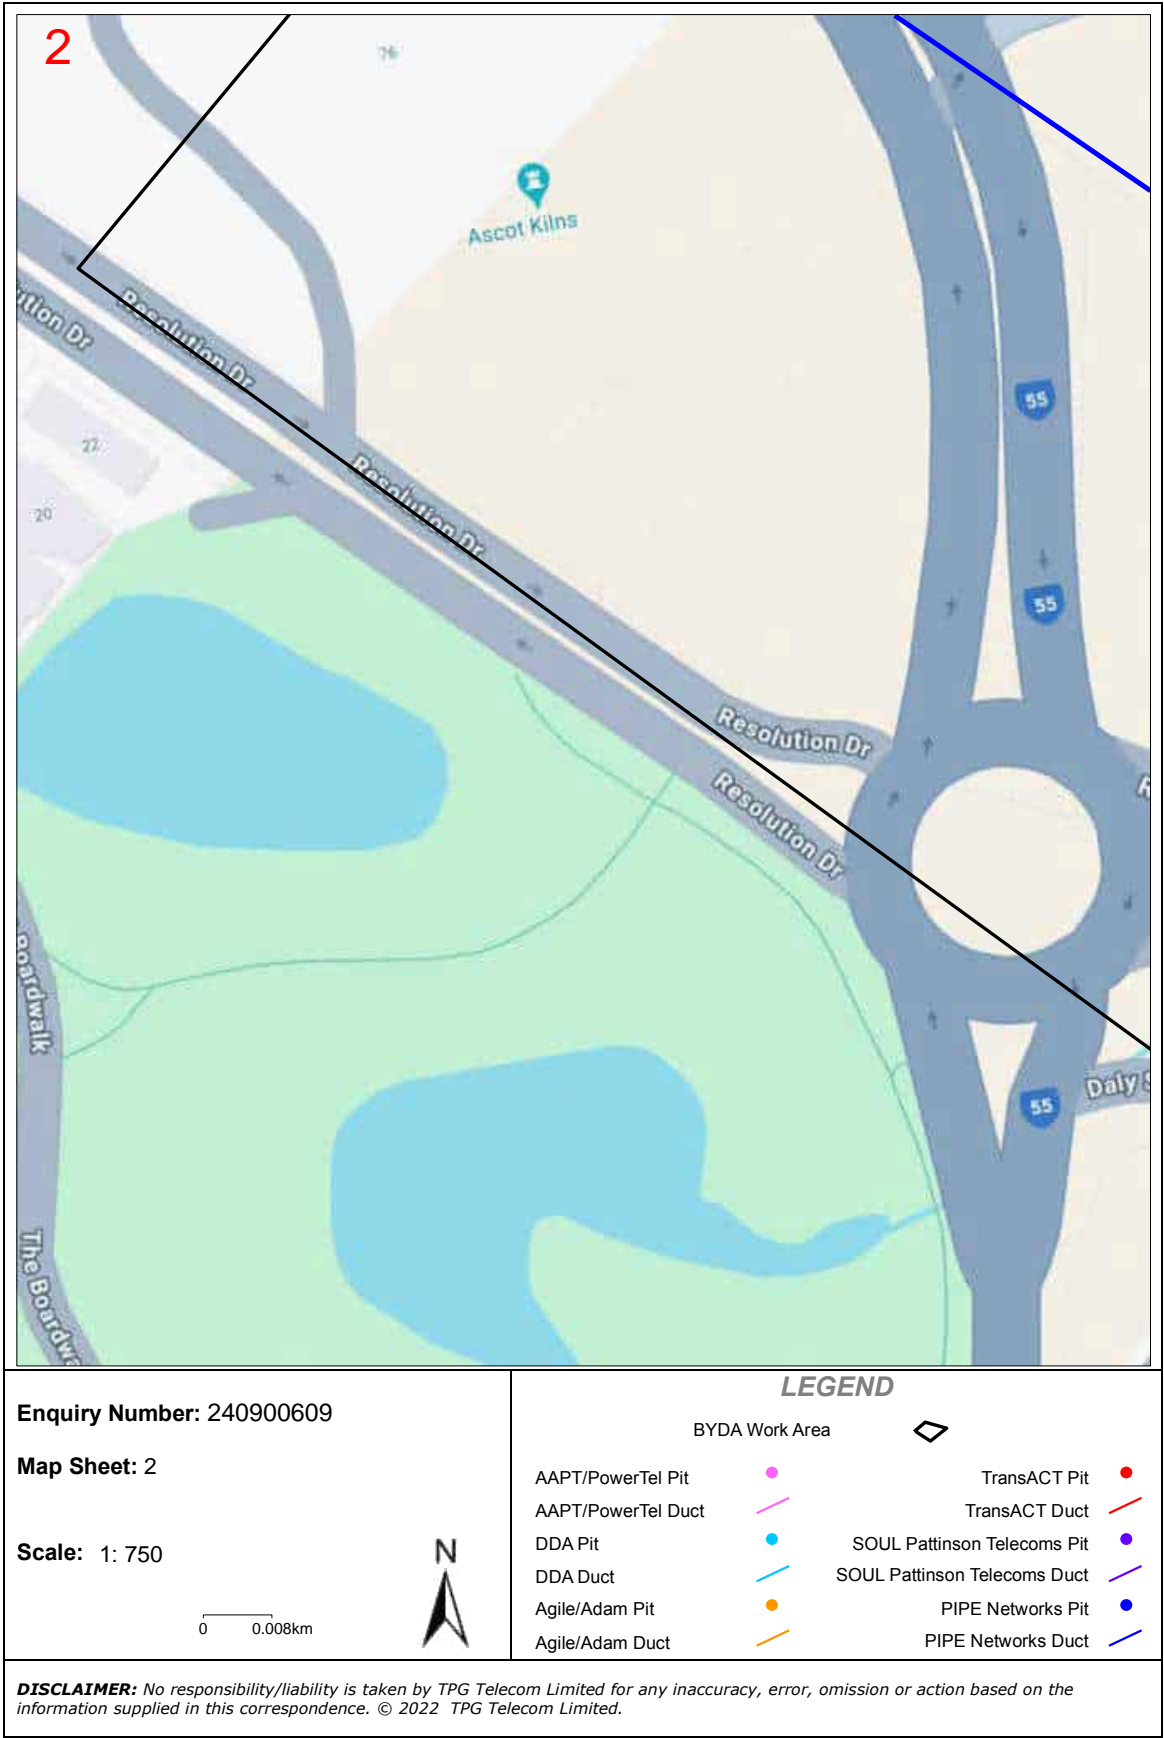 2
76
Ascot Kilns
Resolution Dr
ution Dr
55
22
Resolution Dr
20
55
Resolution Dr
Resolution Dr
R
Boardwalk
Daly S
55
The Boardwa
Enquiry Number: 240900609
Map Sheet: 2
Scale: 1: 750
N
0 0.008km
LEGEND
BYDA Work Area
AAPT/PowerTel Pit
TransACT Pit
AAPT/PowerTel Duct
TransACT Duct
DDA Pit
SOUL Pattinson Telecoms Pit
DDA Duct
SOUL Pattinson Telecoms Duct
Agile/Adam Pit
PIPE Networks Pit
Agile/Adam Duct
PIPE Networks Duct
DISCLAIMER: No responsibility/liability is taken by TPG Telecom Limited for any inaccuracy, error, omission or action based on the
information supplied in this correspondence. © 2022 TPG Telecom Limited.